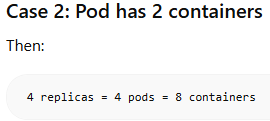 Case 2: Pod has 2 containers
Then:
4 replicas = 4 pods = 8 containers